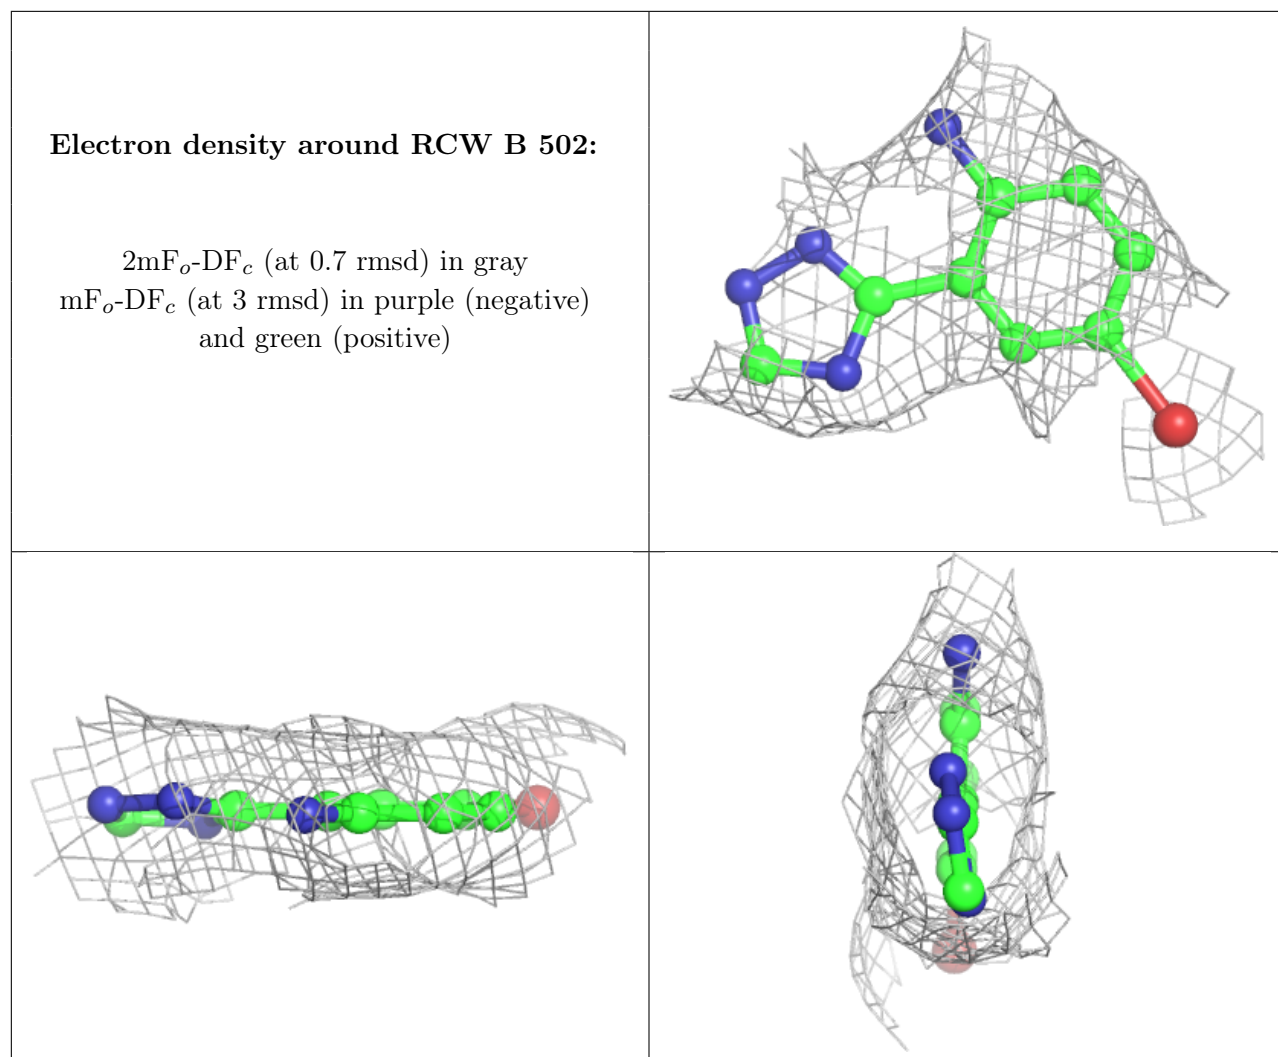 Electron density around RCW B 502:
2mFo-DFc (at 0.7 rmsd) in gray
mFo-DFc (at 3 rmsd) in purple (negative)
and green (positive)